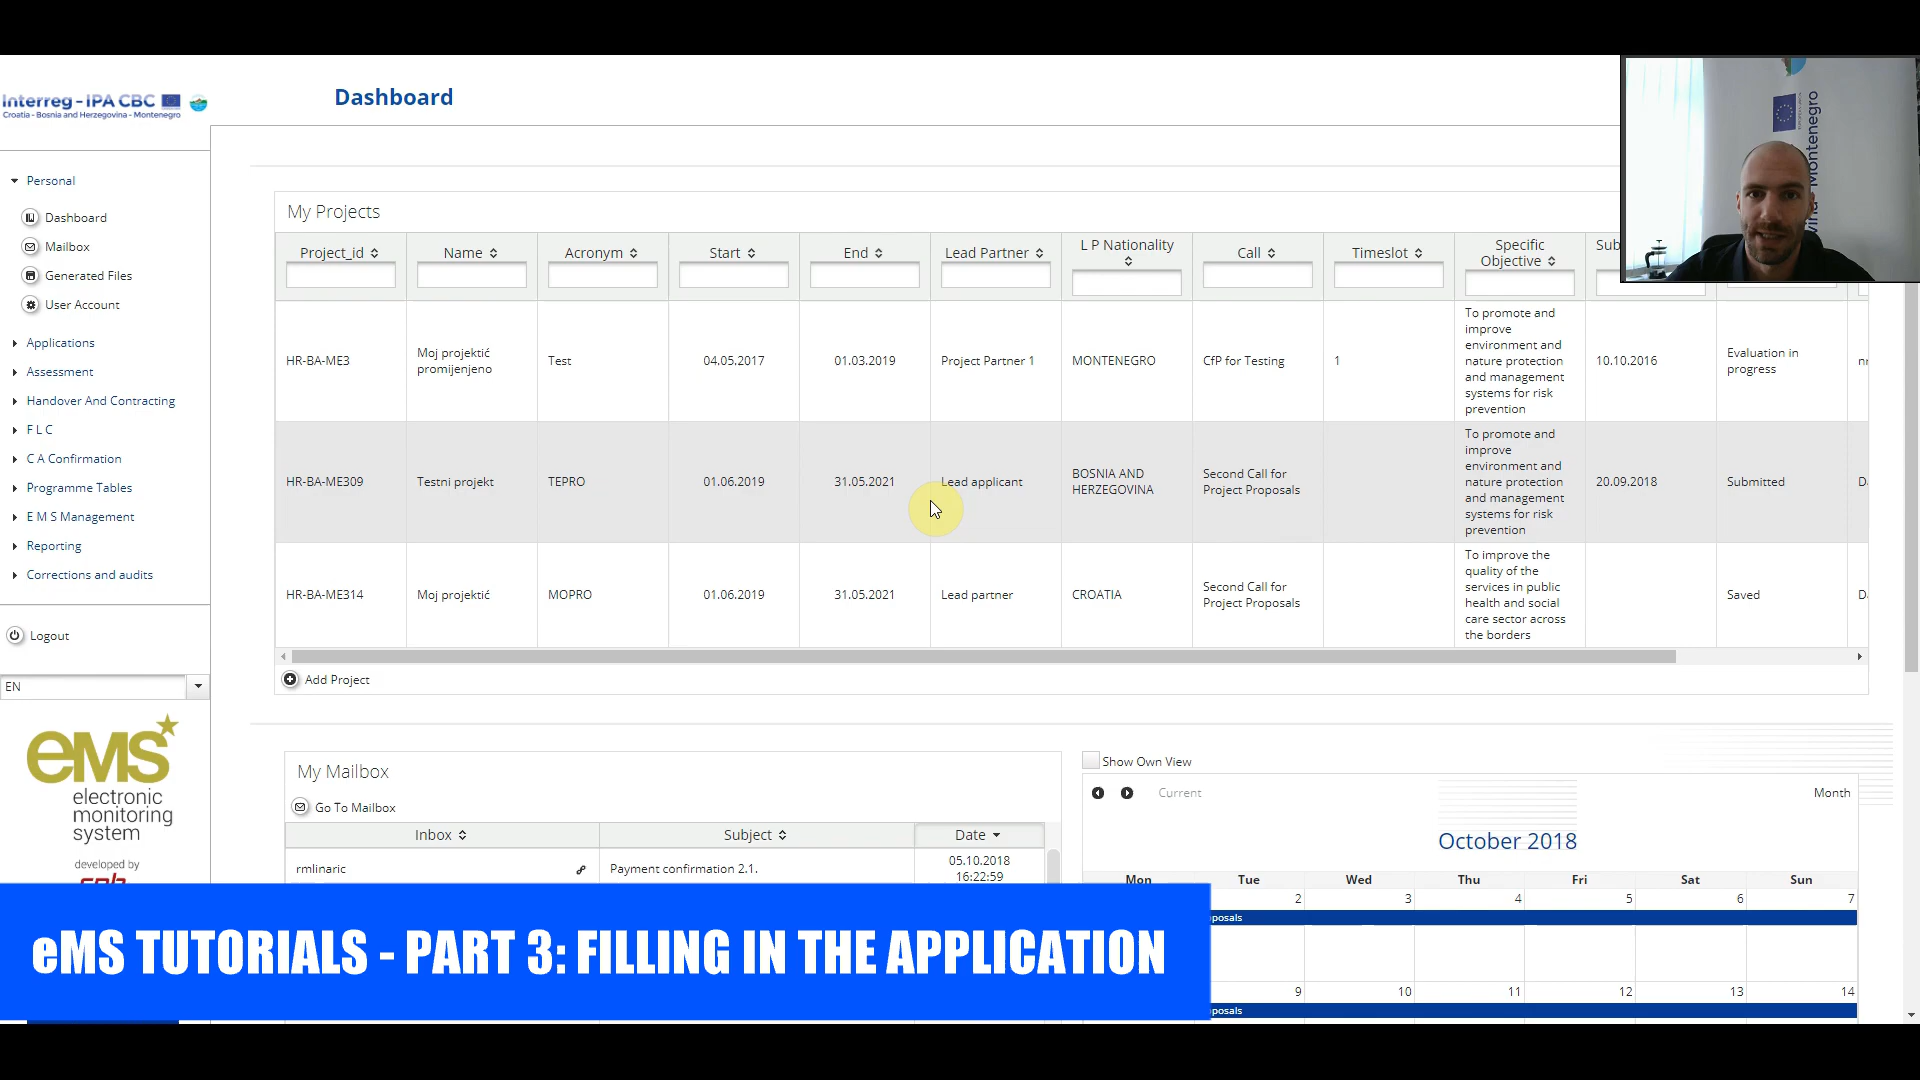 Interreg - IPA CBC
Croatia - Bosnia and Herzegovina - Montenegro
Dashboard
Personal
Dashboard
Mailbox
Generated Files
User Account
Applications
Assessment
Handover And Contracting
F L C
C A Confirmation
Programme Tables
E M S Management
Reporting
Corrections and audits
Logout
EN
eMS
electronic
monitoring
system
developed by
My Projects
Project_id Name Acronym Start End Lead Partner L P Nationality Call Timeslot Specific Objective
HR-BA-ME3 Moj projektić promijenjeno Test 04.05.2017 01.03.2019 Project Partner 1 MONTENEGRO CfP for Testing 1 To promote and improve environment and nature protection and management systems for risk prevention 10.10.2016 Evaluation in progress
HR-BA-ME309 Testni projekt TEPRO 01.06.2019 31.05.2021 Lead applicant BOSNIA AND HERZEGOVINA Second Call for Project Proposals To promote and improve environment and nature protection and management systems for risk prevention 20.09.2018 Submitted
HR-BA-ME314 Moj projektić MOPRO 01.06.2019 31.05.2021 Lead partner CROATIA Second Call for Project Proposals To improve the quality of the services in public health and social care sector across the borders Saved
Add Project
My Mailbox
Go To Mailbox
Inbox Subject Date
rmlinaric Payment confirmation 2.1. 05.10.2018 16:22:59
Show Own View
Current Month
October 2018
Mon Tue Wed Thu Fri Sat Sun
2 3 4 5 6 7
posals
9 10 11 12 13 14
posals
Montenegro
eMS TUTORIALS - PART 3: FILLING IN THE APPLICATION